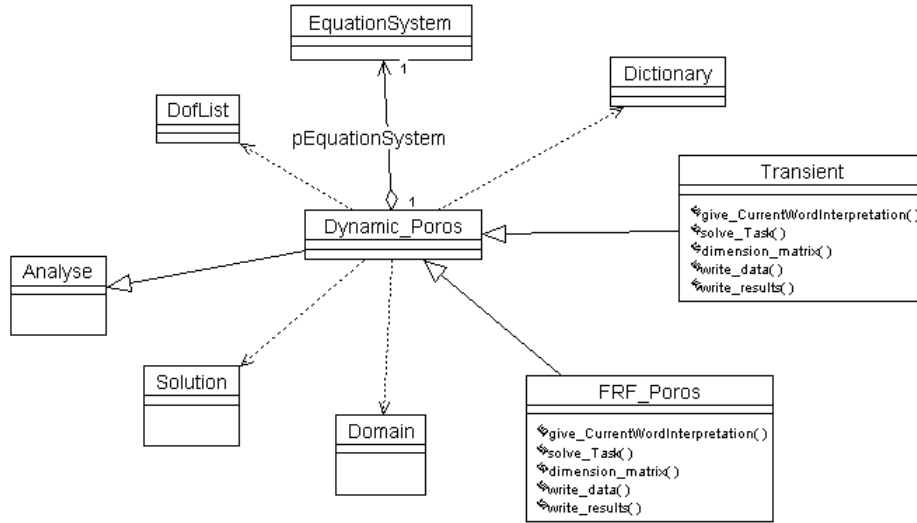 EquationSystem
1
Dictionary
DofList
pEquationSystem
Transient
give_CurrentWordInterpretation()
solve_Task()
dimension_matrix()
write_data()
write_results()
1
Dynamic_Poros
Analyse
Solution
Domain
FRF_Poros
give_CurrentWordInterpretation()
solve_Task()
dimension_matrix()
write_data()
write_results()